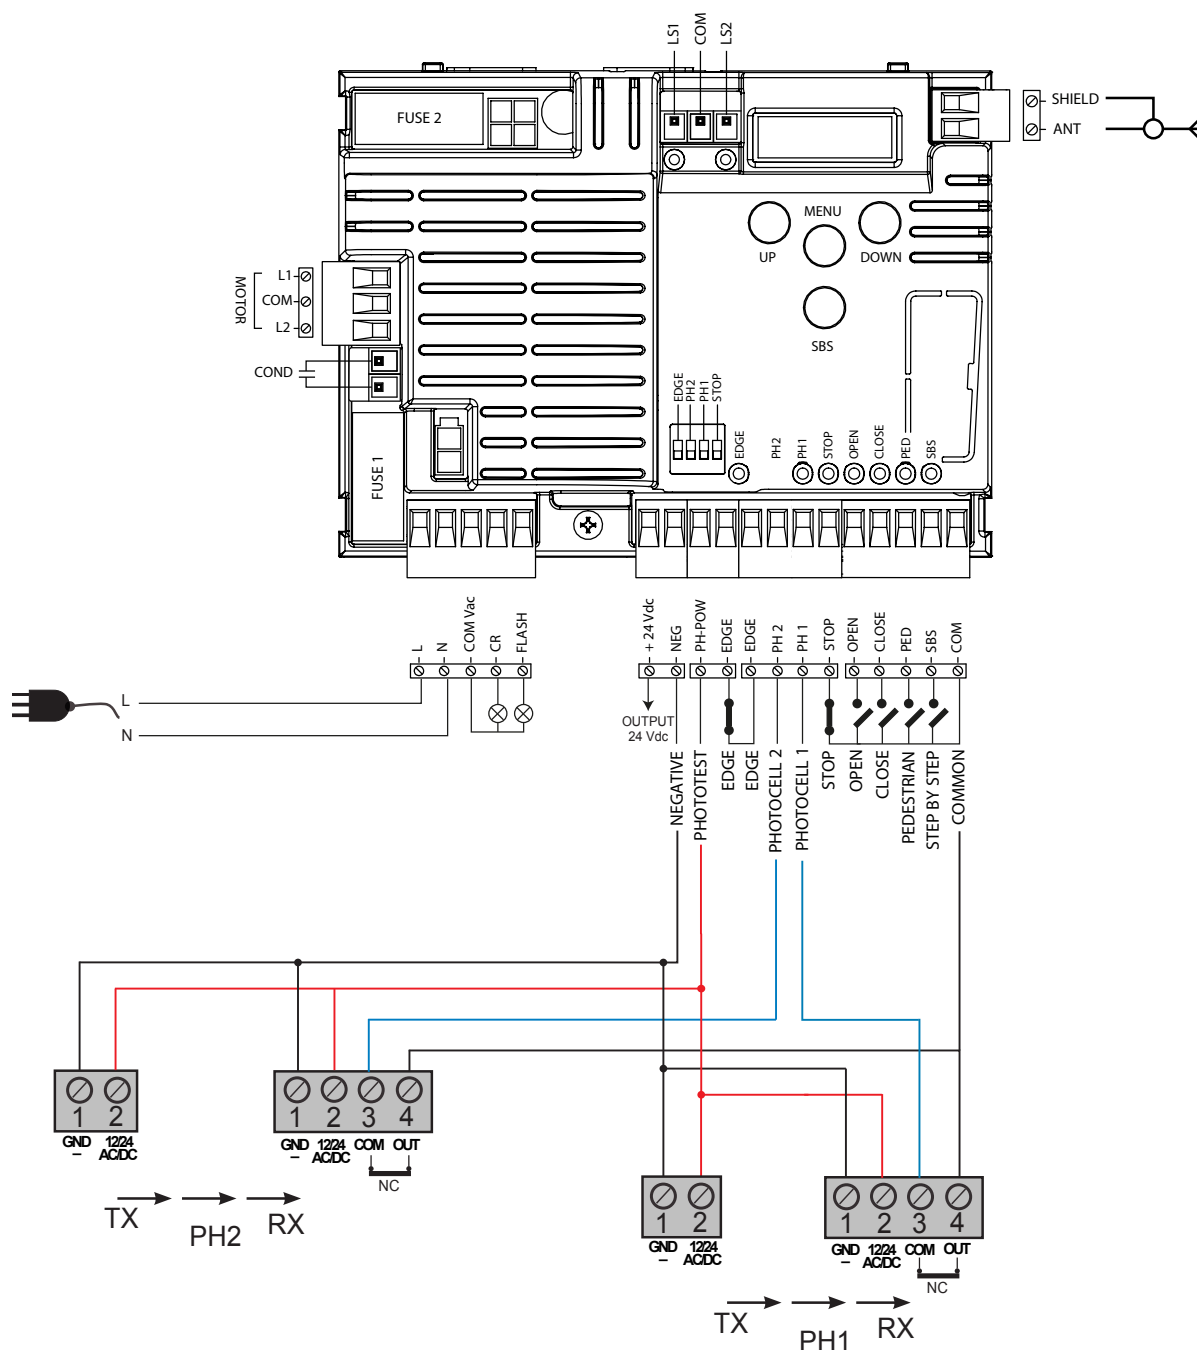 LS1
COM
LS2
FUSE 2
SHIELD
ANT
MENU
UP
DOWN
SBS
MOTOR
L1
COM
L2
COND
FUSE 1
EDGE
PH2
PH1
STOP
EDGE
PH2
PH1
STOP
OPEN
CLOSE
PED
SBS
L
N
COM Vac
CR
FLASH
+ 24 Vdc
NEG
PH-POW
EDGE
EDGE
PH 2
PH 1
STOP
OPEN
CLOSE
PED
SBS
COM
L
N
OUTPUT
24 Vdc
NEGATIVE
PHOTOTEST
EDGE
EDGE
PHOTOCELL 2
PHOTOCELL 1
STOP
OPEN
CLOSE
PEDESTRIAN
STEP BY STEP
COMMON
1 2
GND 12/24
– AC/DC
1 2 3 4
GND 12/24 COM OUT
– AC/DC
NC
TX PH2 RX
1 2
GND 12/24
– AC/DC
1 2 3 4
GND 12/24 COM OUT
– AC/DC
NC
TX PH1 RX